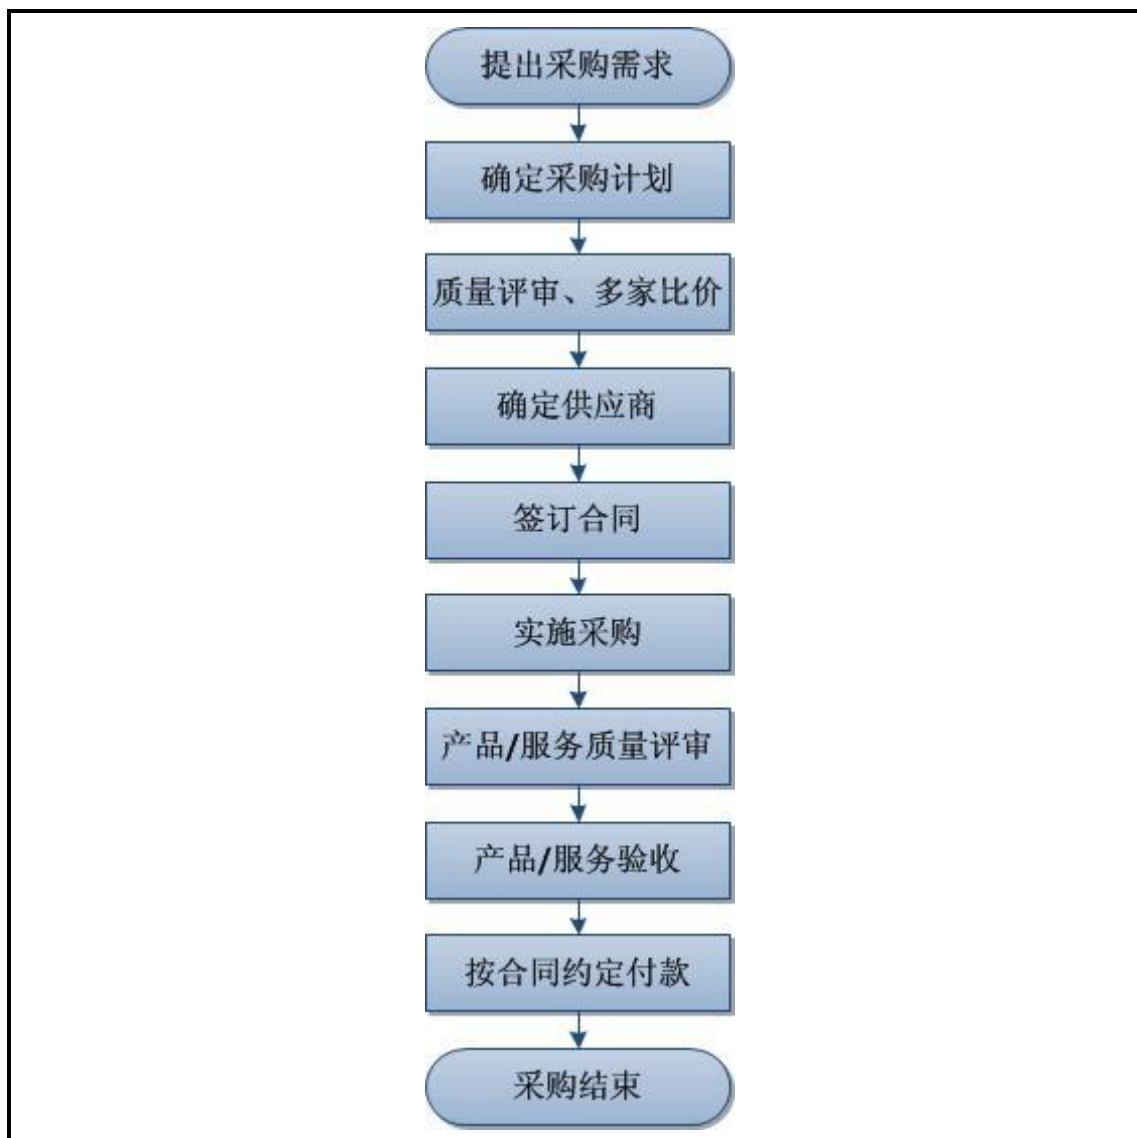 提出采购需求
确定采购计划
质量评审、多家比价
确定供应商
签订合同
实施采购
产品/服务质量评审
产品/服务验收
按合同约定付款
采购结束